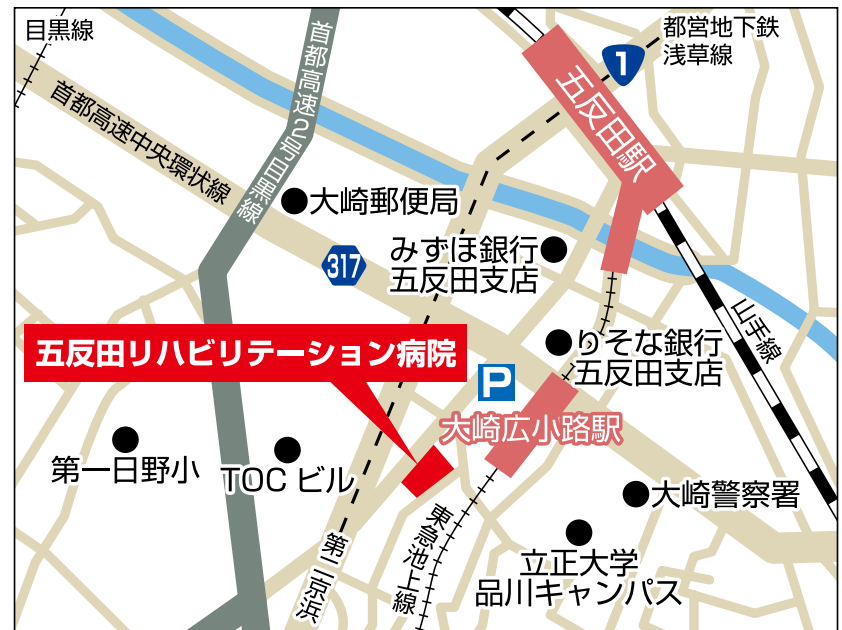 目黒線
首都高速2号目黒線
都営地下鉄
浅草線
1
五反田駅
首都高速中央環状線
大崎郵便局
みずほ銀行
五反田支店
317
山手線
りそな銀行
五反田支店
五反田リハビリテーション病院
P
大崎広小路駅
第一日野小
TOC ビル
大崎警察署
東急池上線
第二京浜
立正大学
品川キャンパス